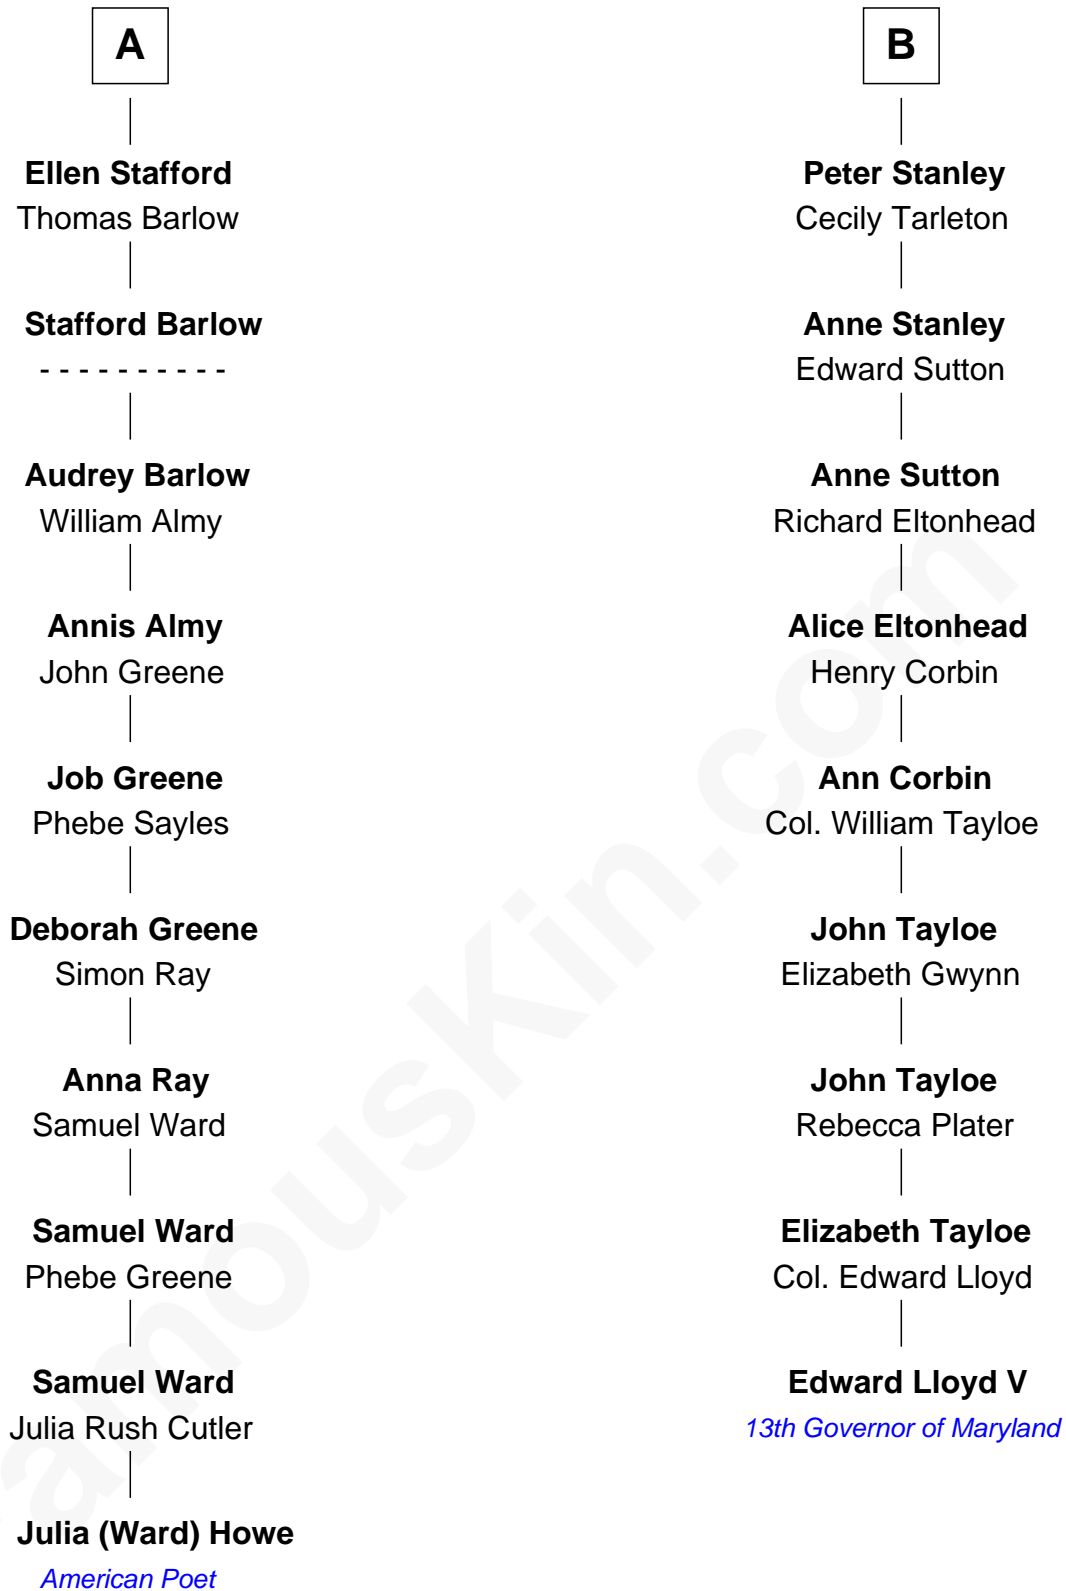 A
Ellen Stafford
Thomas Barlow
Stafford Barlow
- - - - - - - - - -
Audrey Barlow
William Almy
Annis Almy
John Greene
Job Greene
Phebe Sayles
Deborah Greene
Simon Ray
Anna Ray
Samuel Ward
Samuel Ward
Phebe Greene
Samuel Ward
Julia Rush Cutler
Julia (Ward) Howe
American Poet
B
Peter Stanley
Cecily Tarleton
Anne Stanley
Edward Sutton
Anne Sutton
Richard Eltonhead
Alice Eltonhead
Henry Corbin
Ann Corbin
Col. William Tayloe
John Tayloe
Elizabeth Gwynn
John Tayloe
Rebecca Plater
Elizabeth Tayloe
Col. Edward Lloyd
Edward Lloyd V
13th Governor of Maryland
amousKin.com